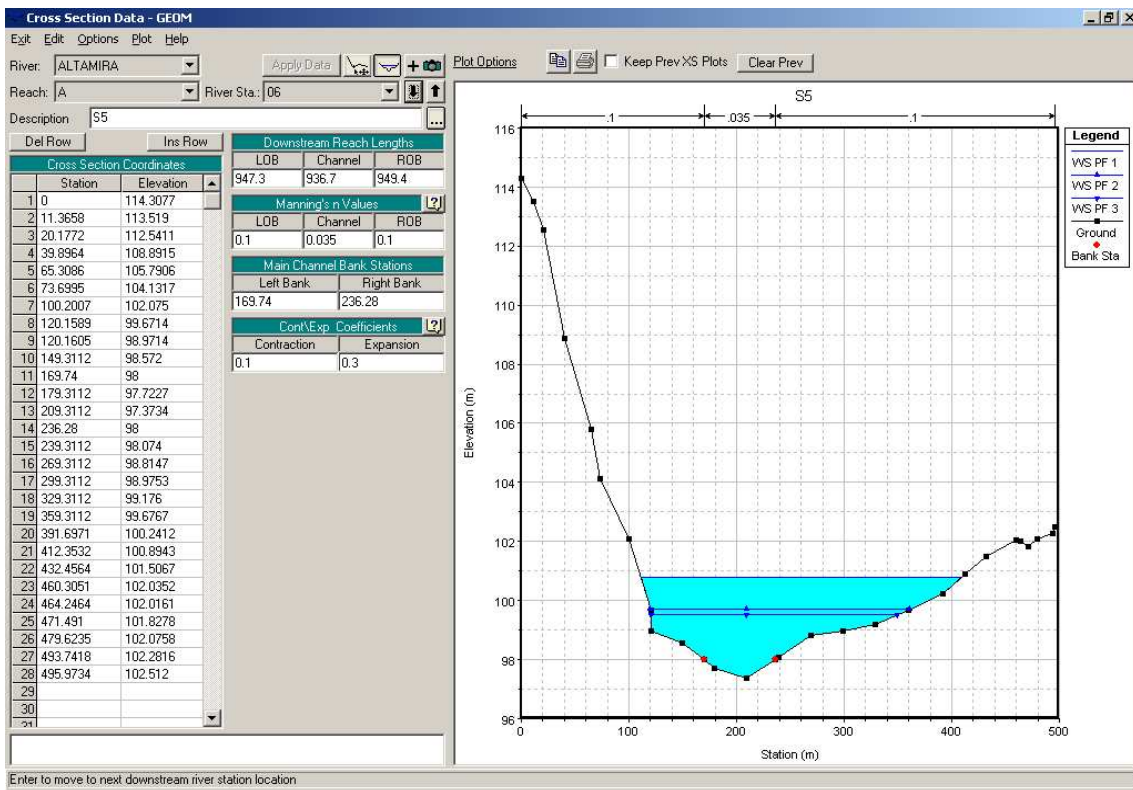 Cross Section Data - GEOM
Exit Edit Options Plot Help
River: ALTAMIRA Apply Data
Reach: A River Sta.: 06
Description S5 ...
Del Row Ins Row
Cross Section Coordinates
Station Elevation
1 0 114.3077
2 11.3658 113.519
3 20.1772 112.5411
4 39.8964 108.8915
5 65.3086 105.7906
6 73.6995 104.1317
7 100.2007 102.075
8 120.1589 99.6714
9 120.1605 98.9714
10 149.3112 98.572
11 169.74 98
12 179.3112 97.7227
13 209.3112 97.3734
14 236.28 98
15 239.3112 98.074
16 269.3112 98.8147
17 299.3112 98.9753
18 329.3112 99.176
19 359.3112 99.6767
20 391.6971 100.2412
21 412.3532 100.8943
22 432.4564 101.5067
23 460.3051 102.0352
24 464.2464 102.0161
25 471.491 101.8278
26 479.6235 102.0758
27 493.7418 102.2816
28 495.9734 102.512
29
30
31
Downstream Reach Lengths
LOB Channel ROB
947.3 936.7 949.4
Manning's n Values ?
LOB Channel ROB
0.1 0.035 0.1
Main Channel Bank Stations
Left Bank Right Bank
169.74 236.28
Cont\Exp Coefficients ?
Contraction Expansion
0.1 0.3
Plot Options Keep Prev XS Plots Clear Prev
S5
.1 .035 .1
116
114
112
110
108
106
104
102
100
98
96
Elevation (m)
0 100 200 300 400 500
Station (m)
Legend
WS PF 1
WS PF 2
WS PF 3
Ground
Bank Sta
Enter to move to next downstream river station location